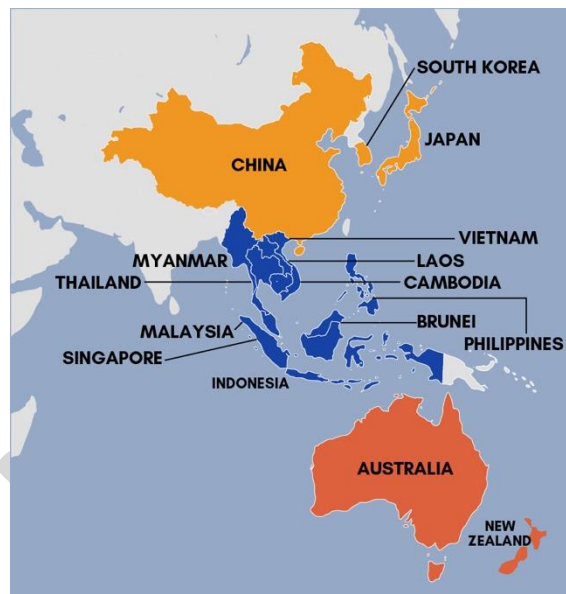 SOUTH KOREA
JAPAN
CHINA
VIETNAM
MYANMAR
LAOS
THAILAND
CAMBODIA
MALAYSIA
BRUNEI
SINGAPORE
PHILIPPINES
INDONESIA
AUSTRALIA
NEW
ZEALAND